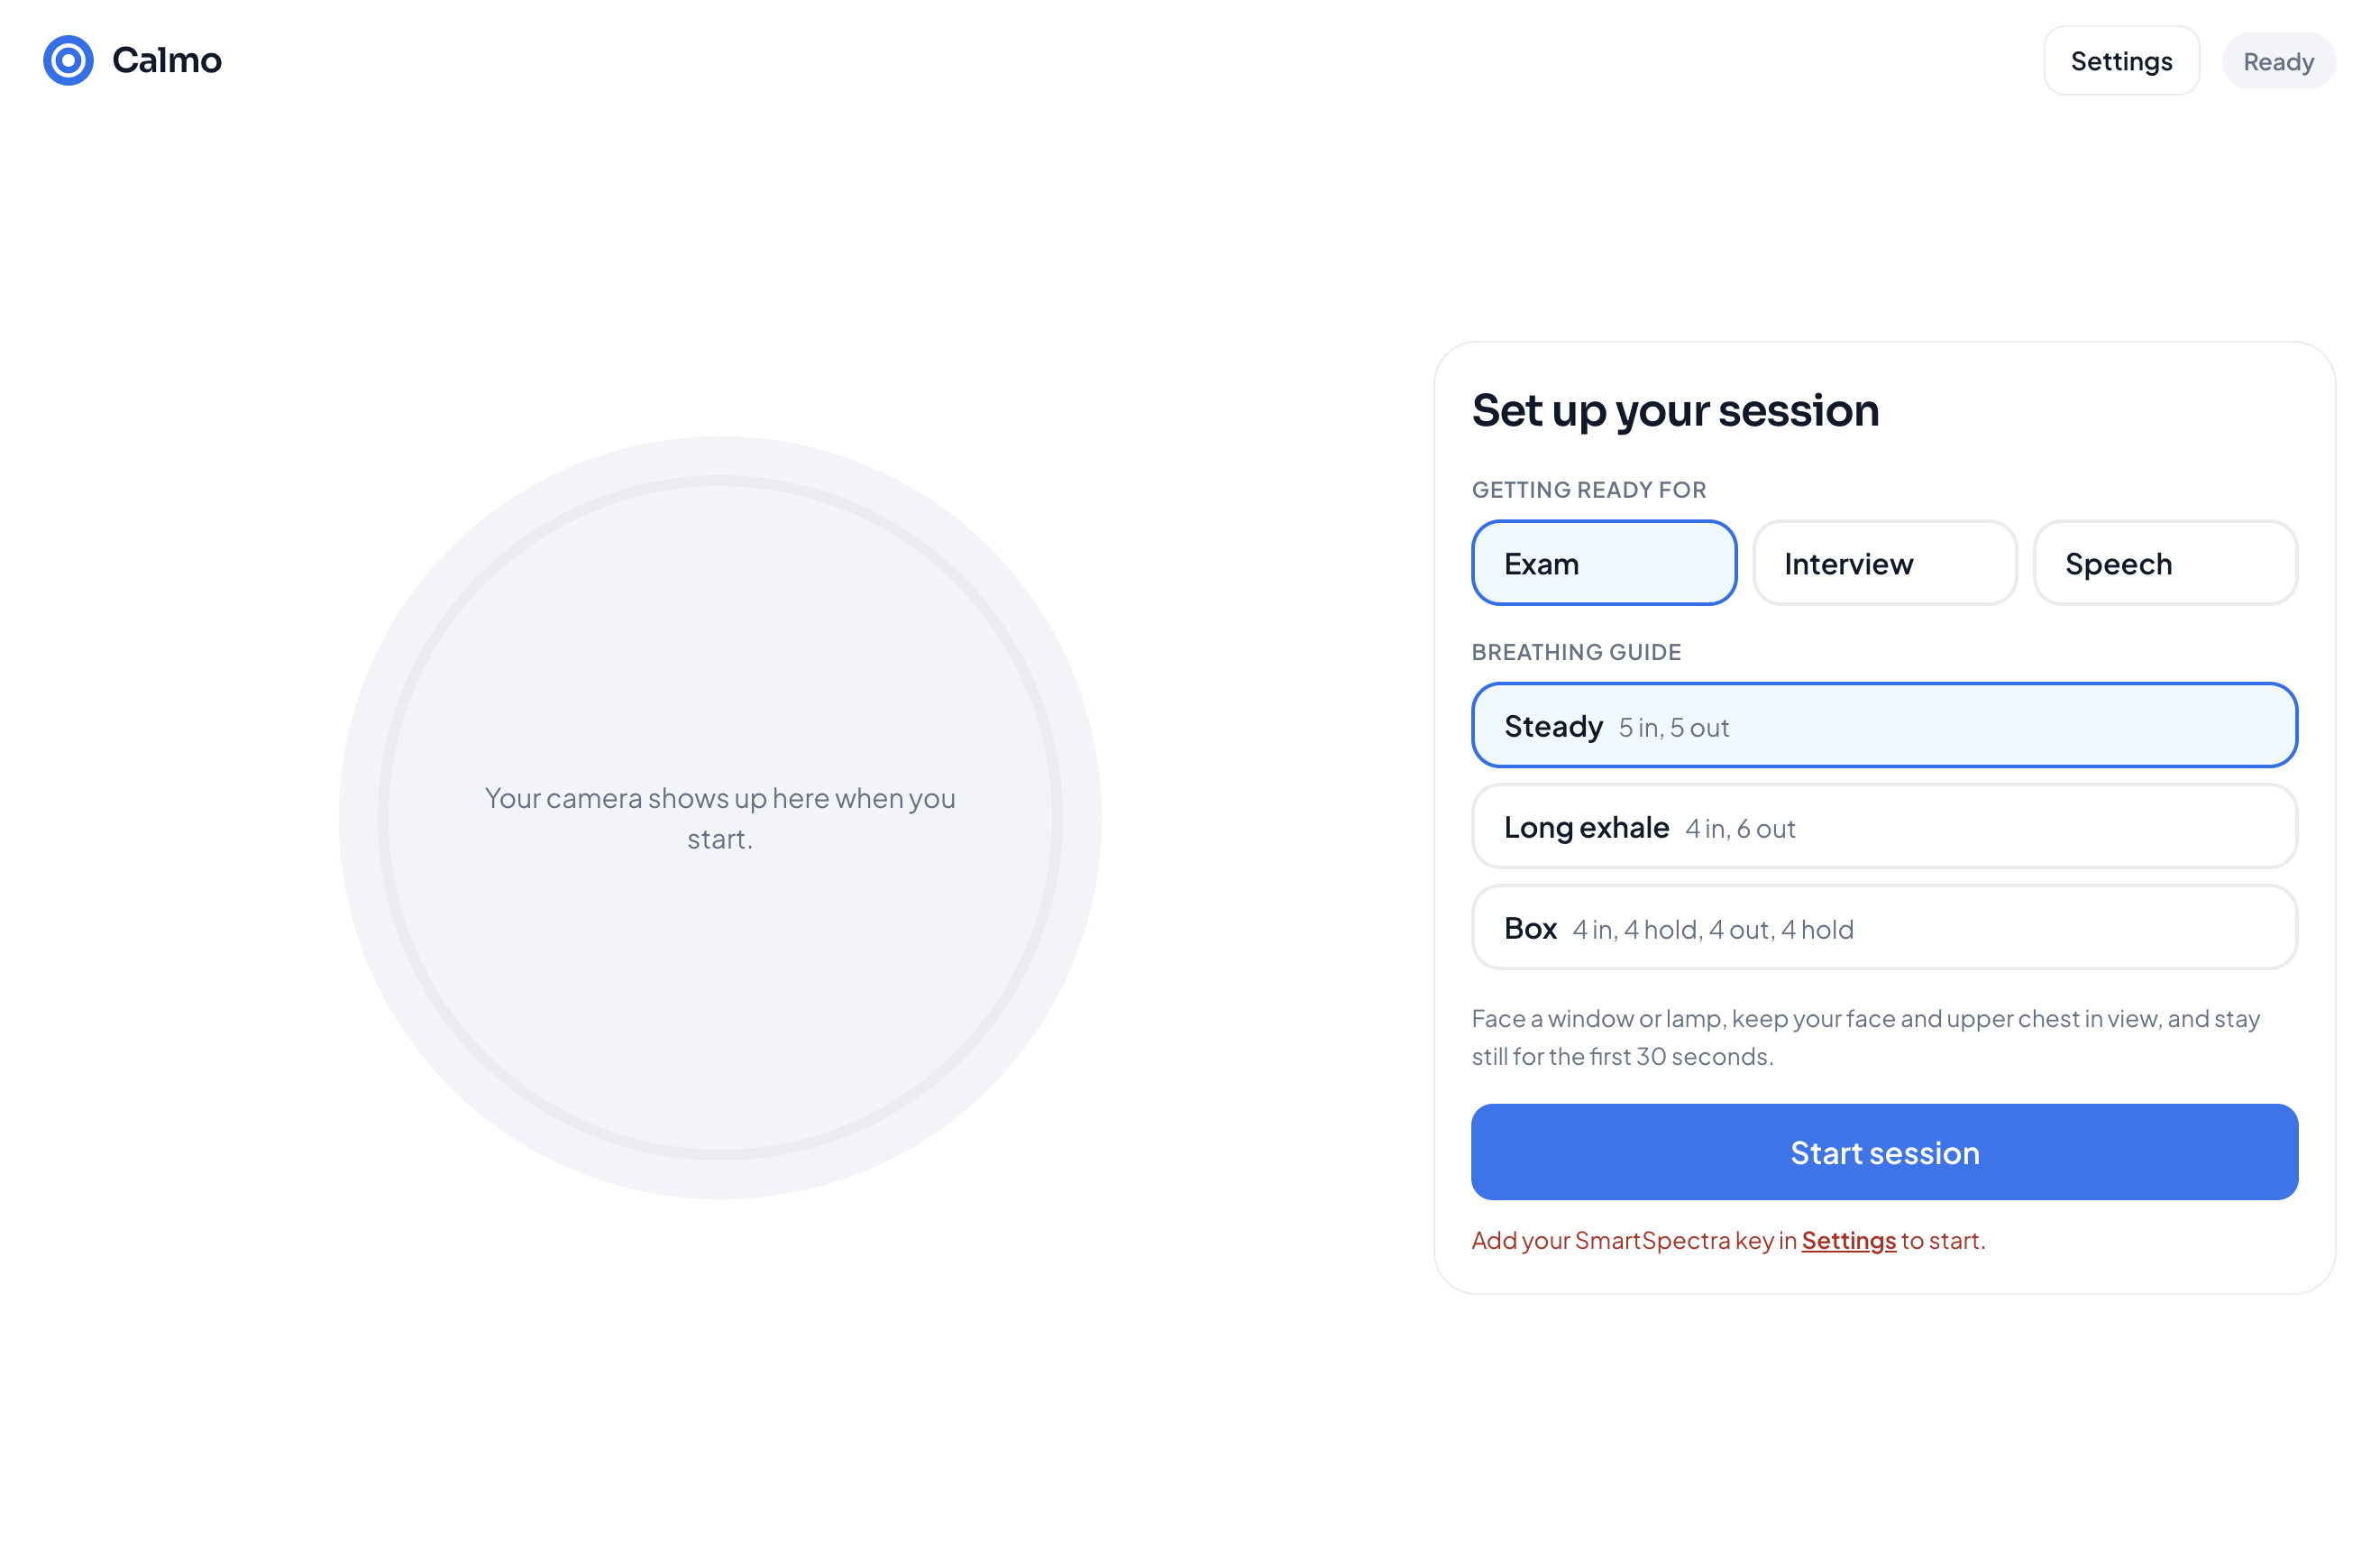 Calmo
Settings
Ready
Your camera shows up here when you
start.
Set up your session
GETTING READY FOR
Exam
Interview
Speech
BREATHING GUIDE
Steady 5 in, 5 out
Long exhale 4 in, 6 out
Box 4 in, 4 hold, 4 out, 4 hold
Face a window or lamp, keep your face and upper chest in view, and stay
still for the first 30 seconds.
Start session
Add your SmartSpectra key in Settings to start.